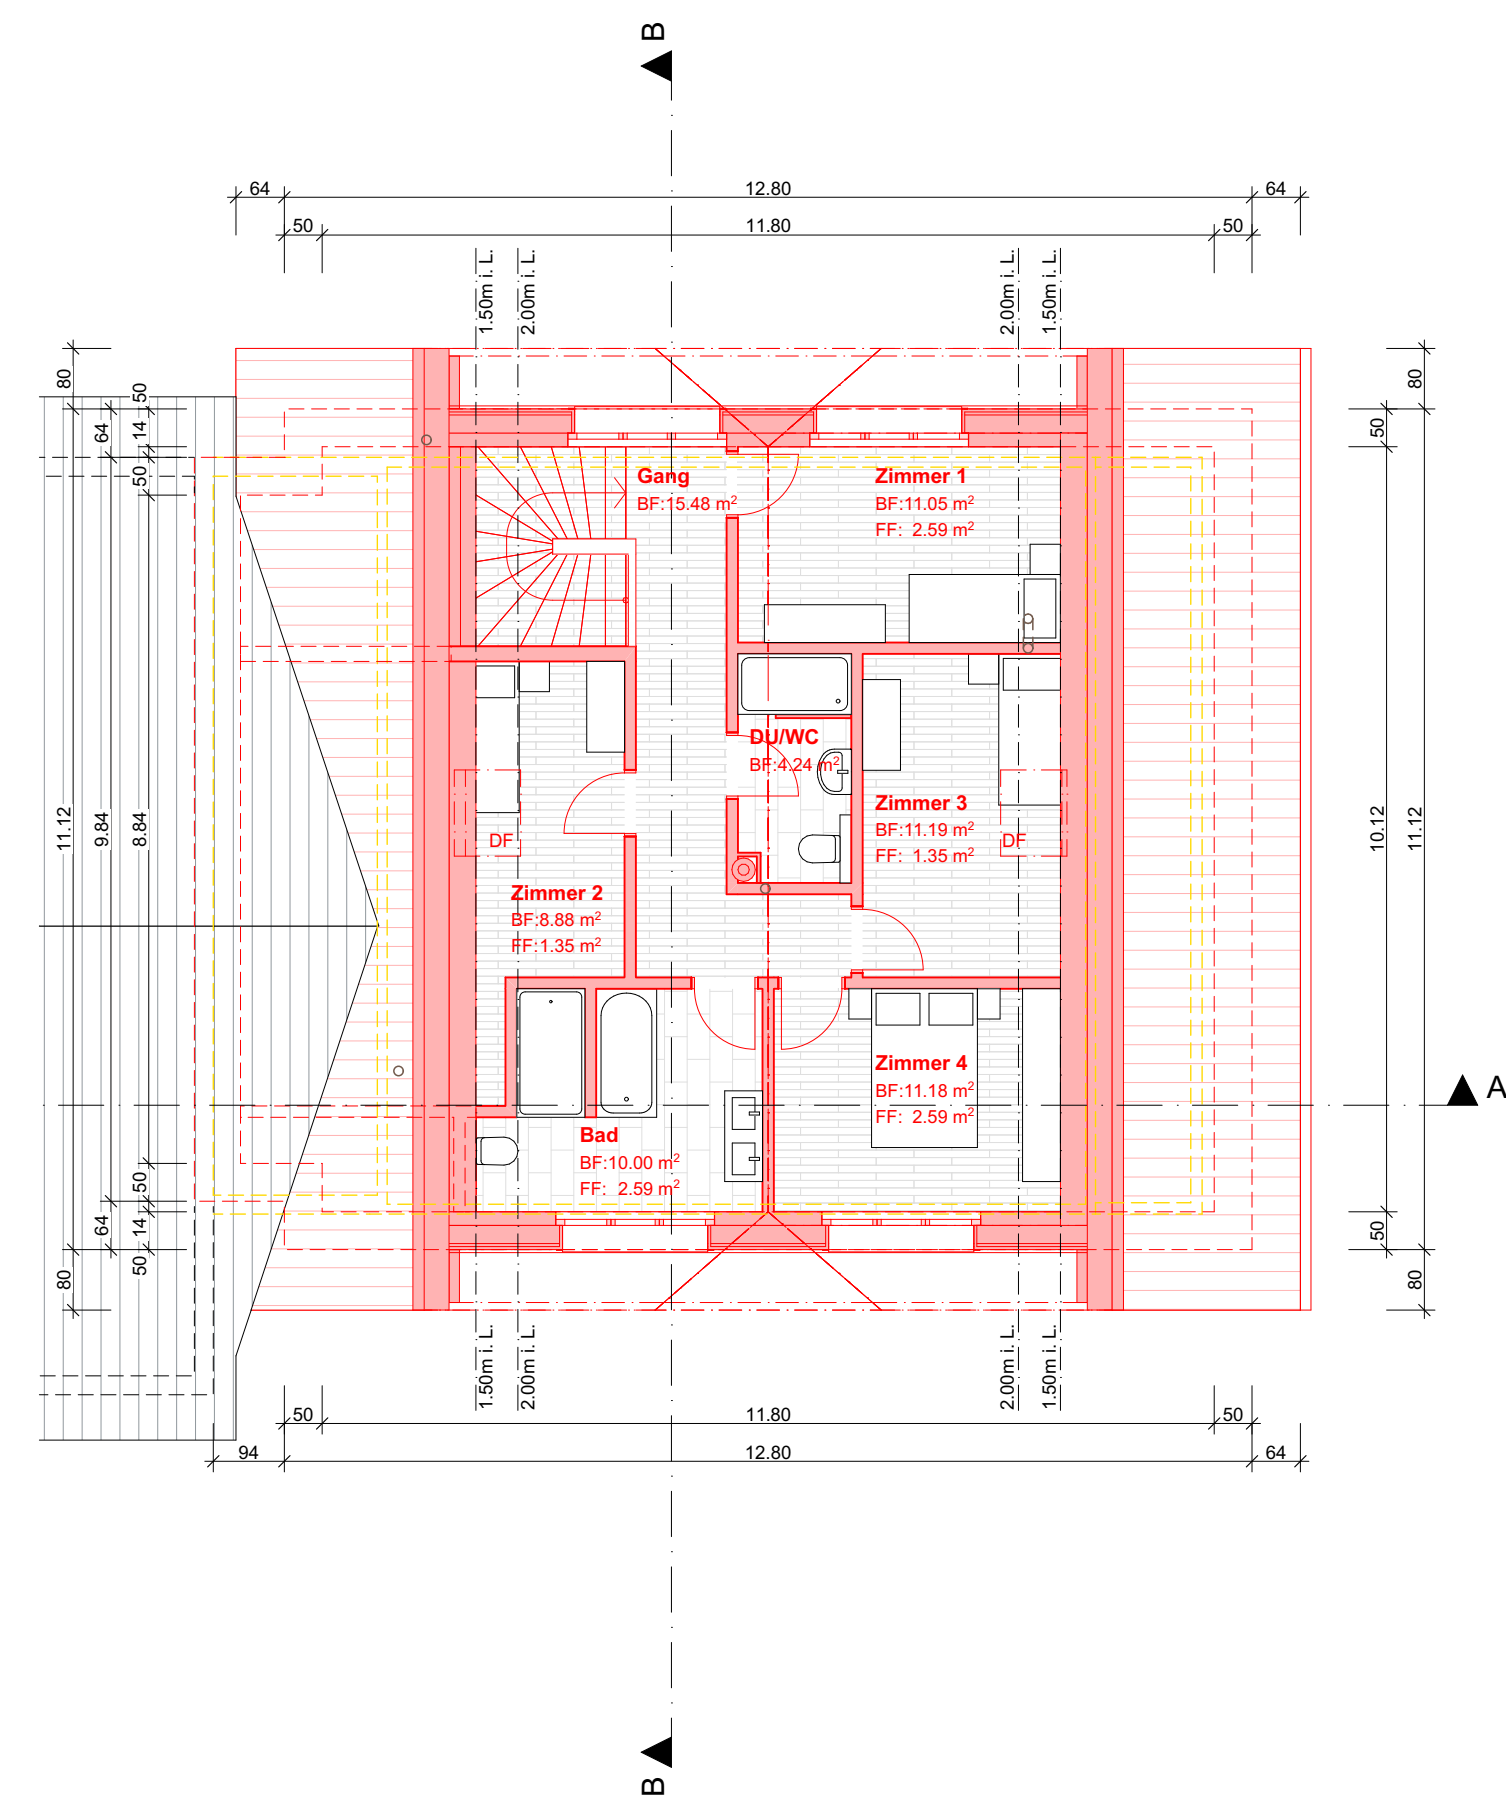 B
64
12.80
64
50
11.80
50
1.50m i. L.
2.00m i. L.
2.00m i. L.
1.50m i. L.
80
11.12
80
64
9.84
64
50
14
50
8.84
50
14
50
80
11.12
80
50
10.12
50
Gang
BF:15.48 m²
Zimmer 1
BF:11.05 m²
FF: 2.59 m²
DU/WC
BF:4.24 m²
Zimmer 3
BF:11.19 m²
FF: 1.35 m²
DF
DF
Zimmer 2
BF:8.88 m²
FF:1.35 m²
Zimmer 4
BF:11.18 m²
FF: 2.59 m²
A
Bad
BF:10.00 m²
FF: 2.59 m²
1.50m i. L.
2.00m i. L.
2.00m i. L.
1.50m i. L.
50
11.80
50
94
12.80
64
B